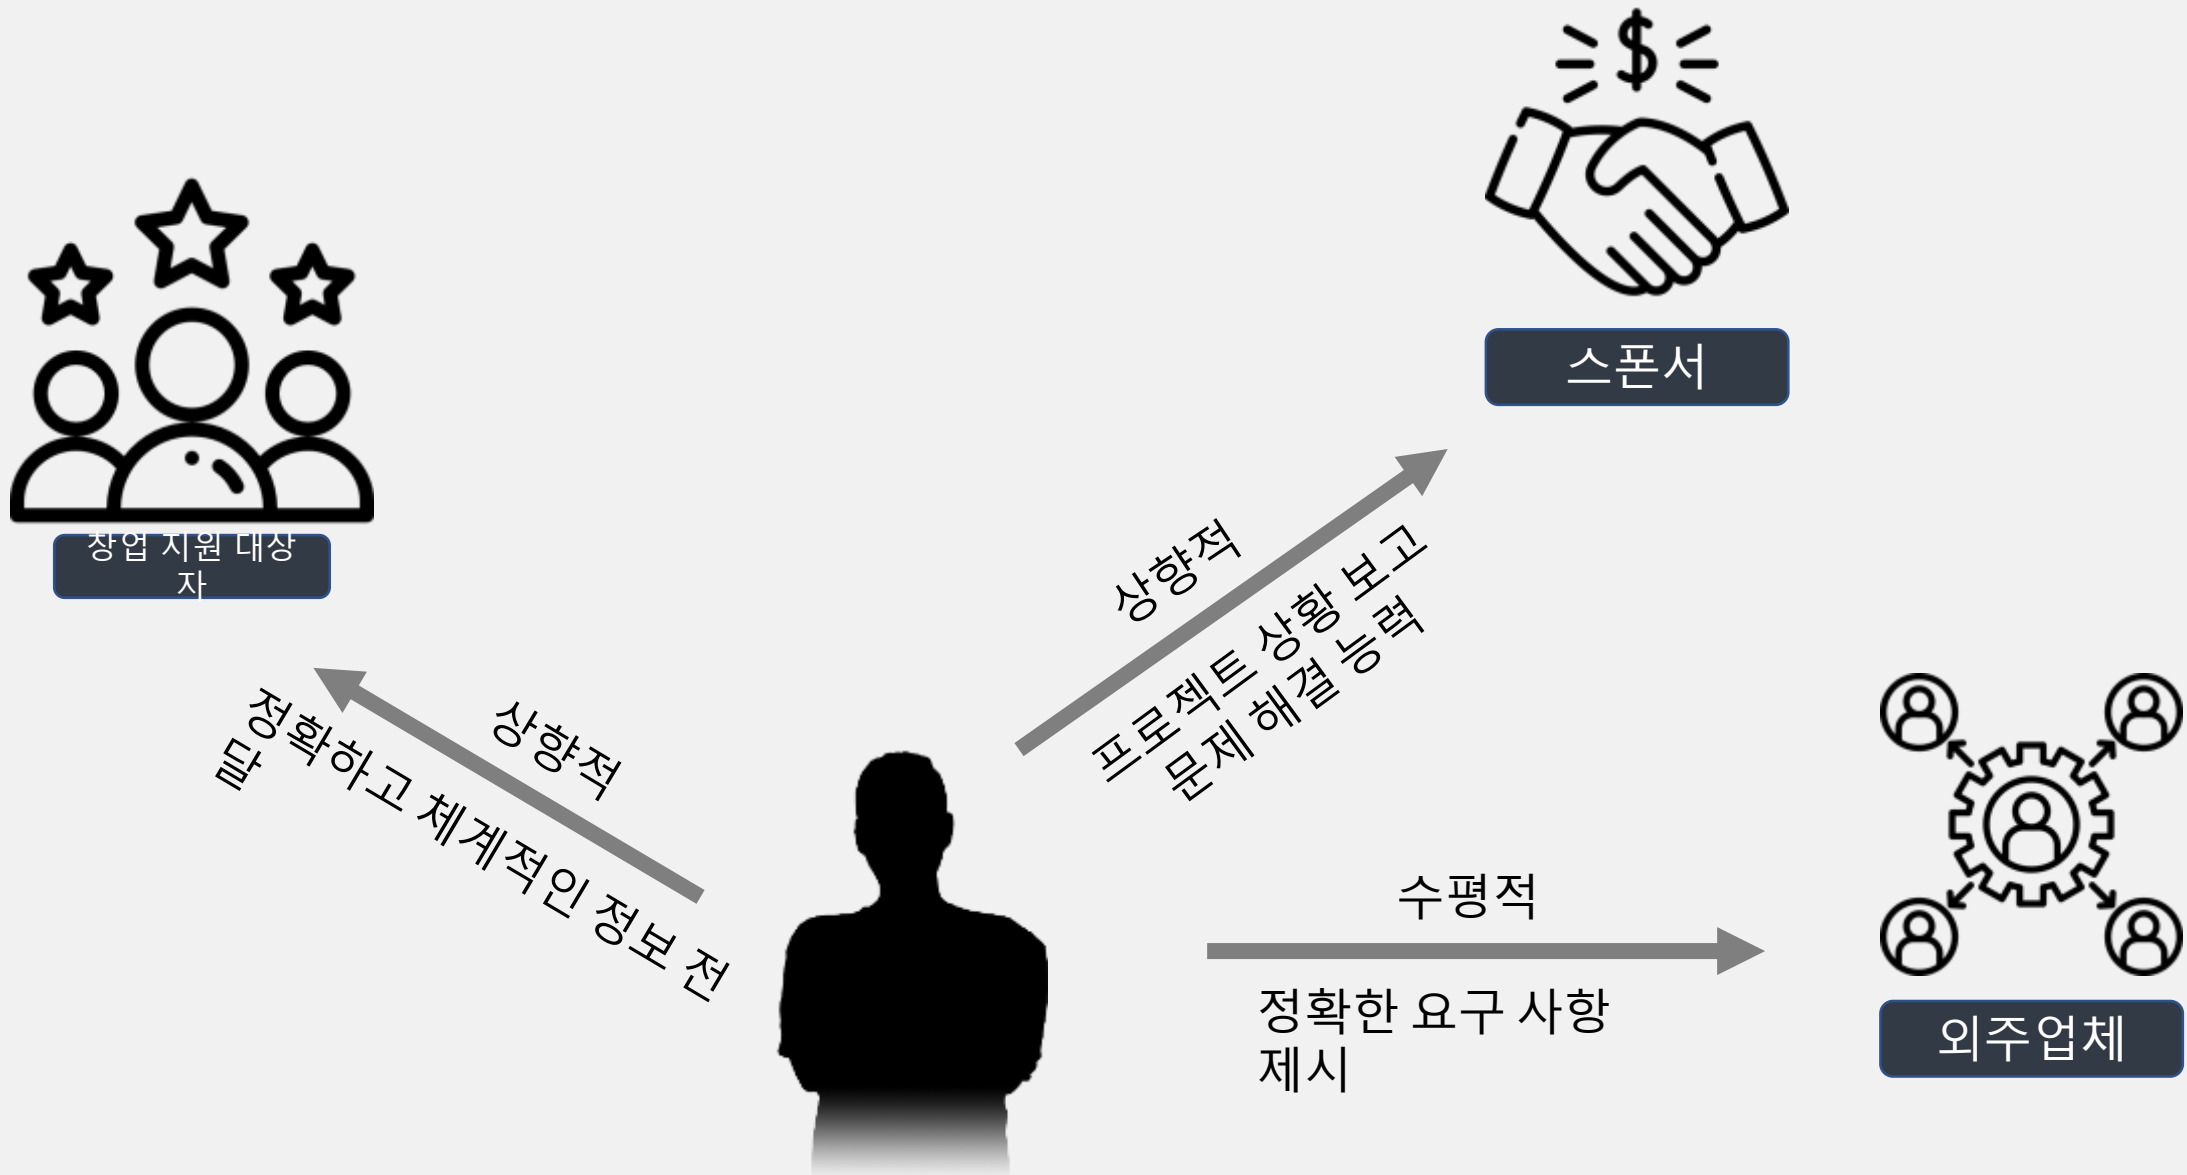 $
스폰서
창업 지원 대상
자
상향적
프로젝트 상황 보고
문제 해결 능력
상향적
정확하고 체계적인 정보 전
달
수평적
정확한 요구 사항
제시
외주업체